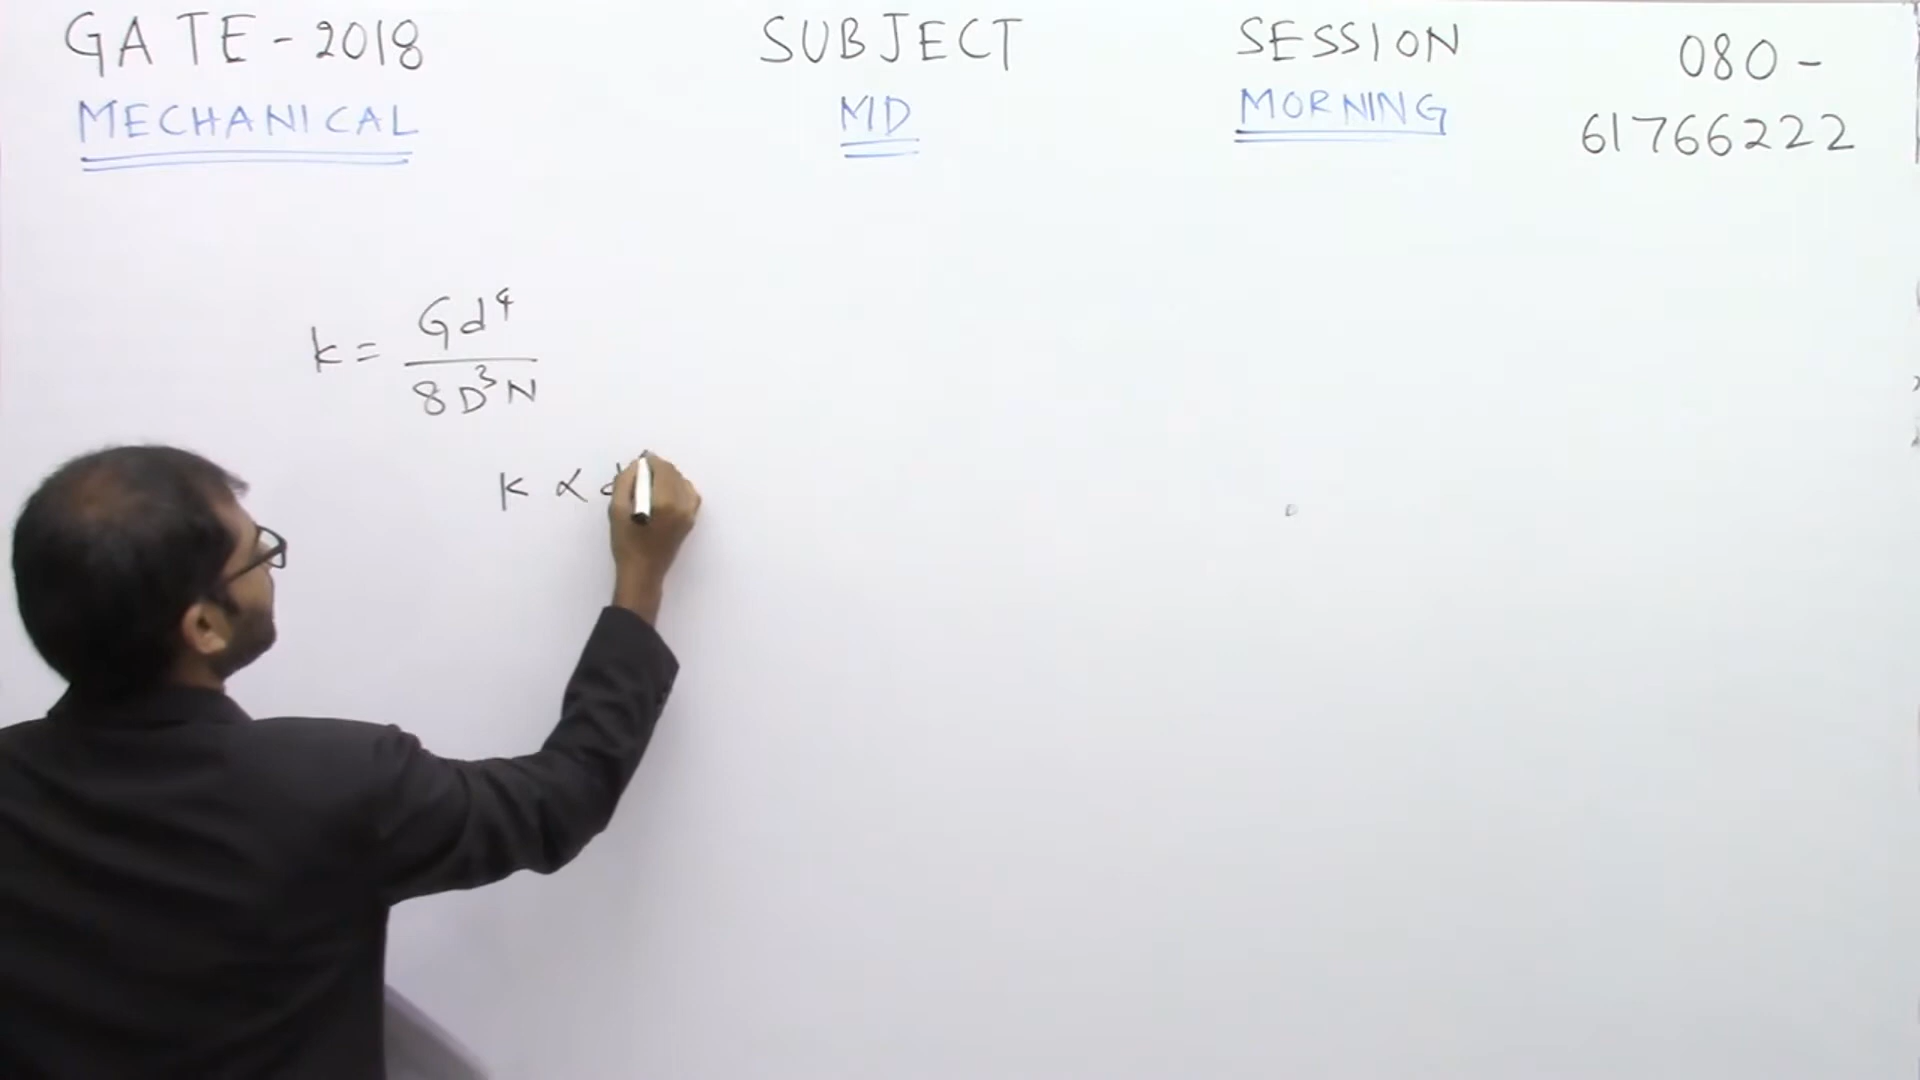 GATE-2018
MECHANICAL
SUBJECT
MD
SESSION
MORNING
080-
61766222
k = Gd⁴
8D³N
k ∝ d